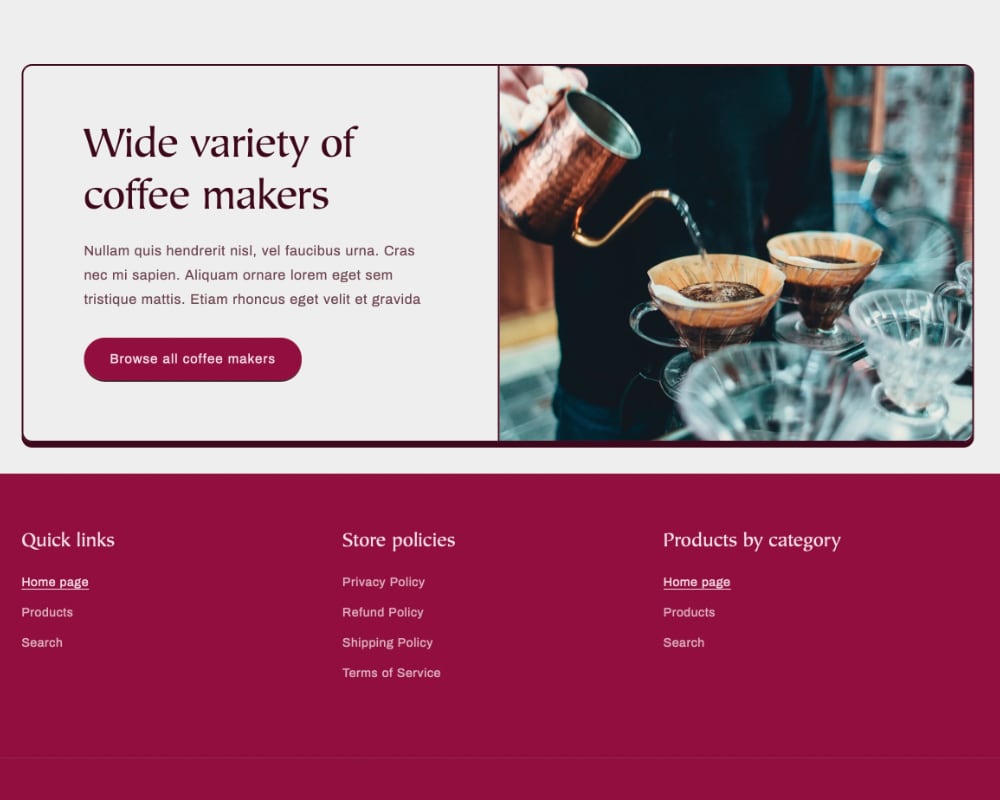 Wide variety of
coffee makers
Nullam quis hendrerit nisl, vel faucibus urna. Cras
nec mi sapien. Aliquam ornare lorem eget sem
tristique mattis. Etiam rhoncus eget velit et gravida
Browse all coffee makers
Quick links
Home page
Products
Search
Store policies
Privacy Policy
Refund Policy
Shipping Policy
Terms of Service
Products by category
Home page
Products
Search